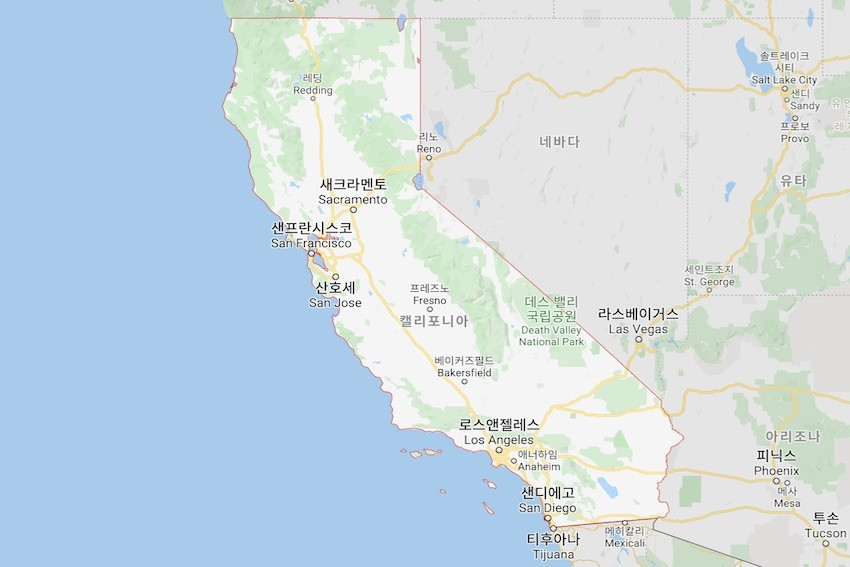 솔트레이크
시티
Salt Lake City
레딩
Redding
샌디
Sandy
프로보
Provo
리노
Reno
네바다
유타
새크라멘토
Sacramento
샌프란시스코
San Francisco
세인트조지
St. George
산호세
San Jose
프레즈노
Fresno
캘리포니아
데스 밸리
국립공원
Death Valley
National Park
라스베이거스
Las Vegas
베이커즈필드
Bakersfield
로스앤젤레스
Los Angeles
애너하임
Anaheim
아리조나
피닉스
Phoenix
메사
Mesa
샌디에고
San Diego
투손
Tucson
티후아나
Tijuana
메히칼리
Mexicali